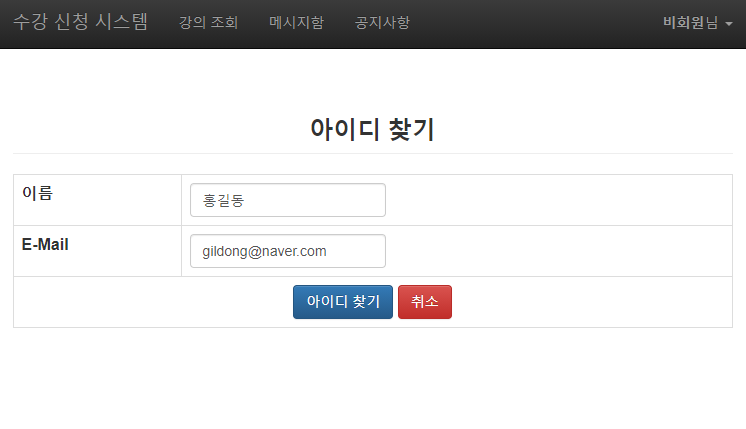 수강 신청 시스템 강의 조회 메시지함 공지사항 비회원님
아이디 찾기
이름 홍길동
E-Mail gildong@naver.com
아이디 찾기 취소